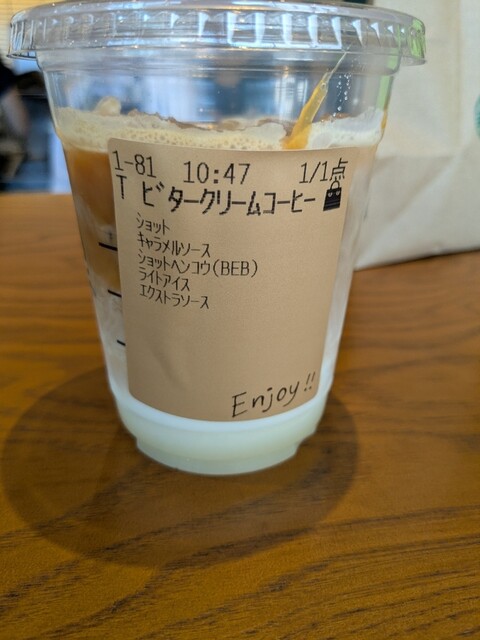 1-81 10:47 1/1点
T ビタークリームコーヒー
ショット
キャラメルソース
ショットヘンコウ(BEB)
ライトアイス
エクストラソース
Enjoy!!